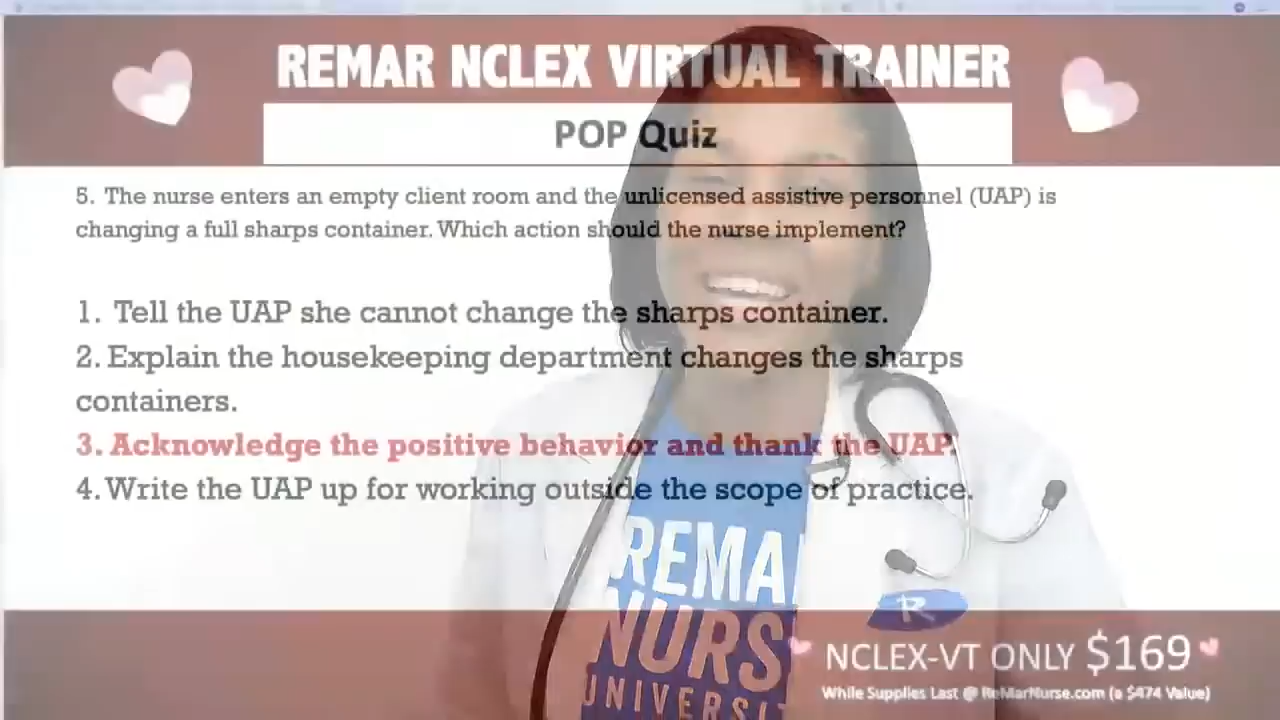 REMAR NCLEX VIRTUAL TRAINER
POP Quiz
5. The nurse enters an empty client room and the unlicensed assistive personnel (UAP) is
changing a full sharps container. Which action should the nurse implement?
1. Tell the UAP she cannot change the sharps container.
2. Explain the housekeeping department changes the sharps
containers.
3. Acknowledge the positive behavior and thank the UAP.
4. Write the UAP up for working outside the scope of practice.
REMA
NURS
UNIVERSI
R
NCLEX-VT ONLY $169
While Supplies Last @ ReMarNurse.com (a $474 Value)